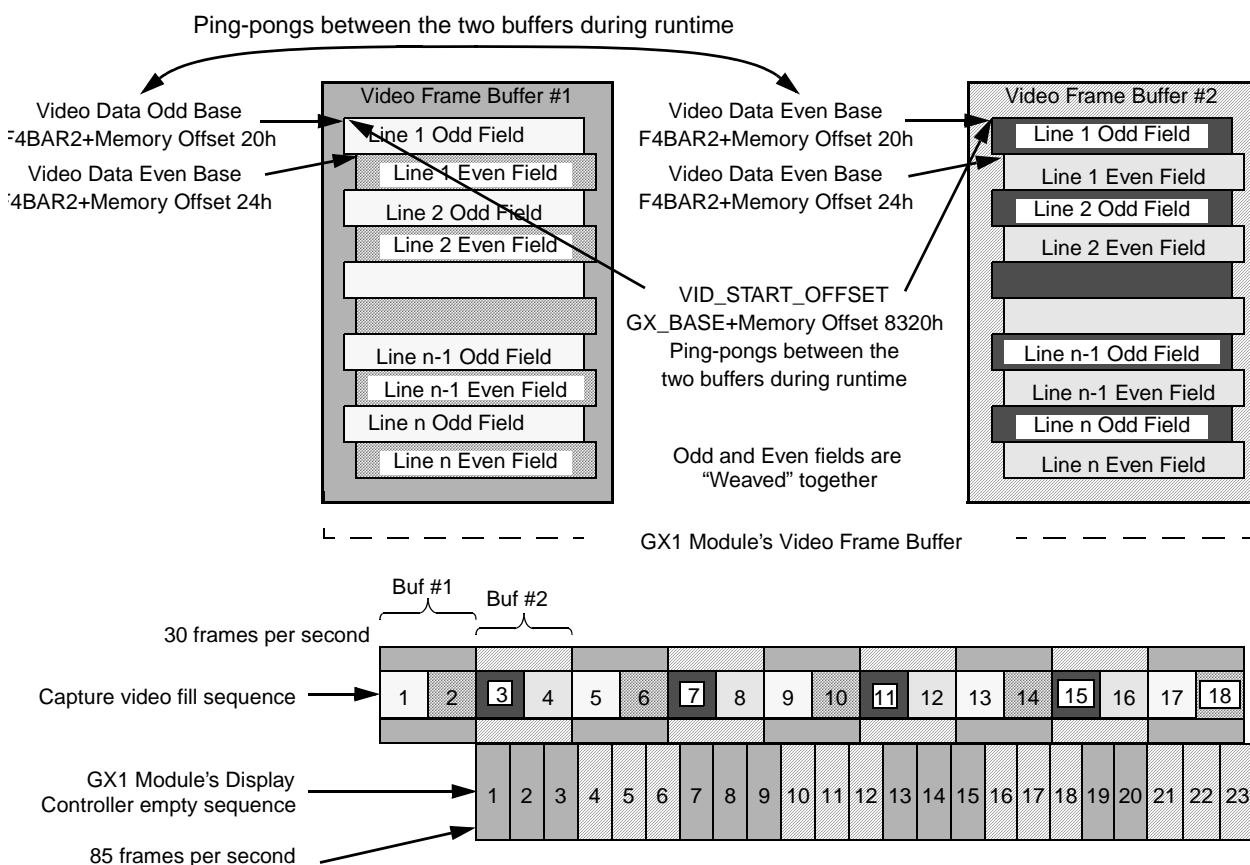 Ping-pongs between the two buffers during runtime
Video Data Odd Base
F4BAR2+Memory Offset 20h
Video Data Even Base
F4BAR2+Memory Offset 24h
Video Frame Buffer #1
Line 1 Odd Field
Line 1 Even Field
Line 2 Odd Field
Line 2 Even Field
Line n-1 Odd Field
Line n-1 Even Field
Line n Odd Field
Line n Even Field
Video Data Even Base
F4BAR2+Memory Offset 20h
Video Data Even Base
F4BAR2+Memory Offset 24h
VID_START_OFFSET
GX_BASE+Memory Offset 8320h
Ping-pongs between the
two buffers during runtime
Odd and Even fields are
“Weaved” together
Video Frame Buffer #2
Line 1 Odd Field
Line 1 Even Field
Line 2 Odd Field
Line 2 Even Field
Line n-1 Odd Field
Line n-1 Even Field
Line n Odd Field
Line n Even Field
GX1 Module’s Video Frame Buffer
Buf #1
Buf #2
30 frames per second
Capture video fill sequence
1 2 3 4 5 6 7 8 9 10 11 12 13 14 15 16 17 18
GX1 Module’s Display
Controller empty sequence
1 2 3 4 5 6 7 8 9 10 11 12 13 14 15 16 17 18 19 20 21 22 23
85 frames per second